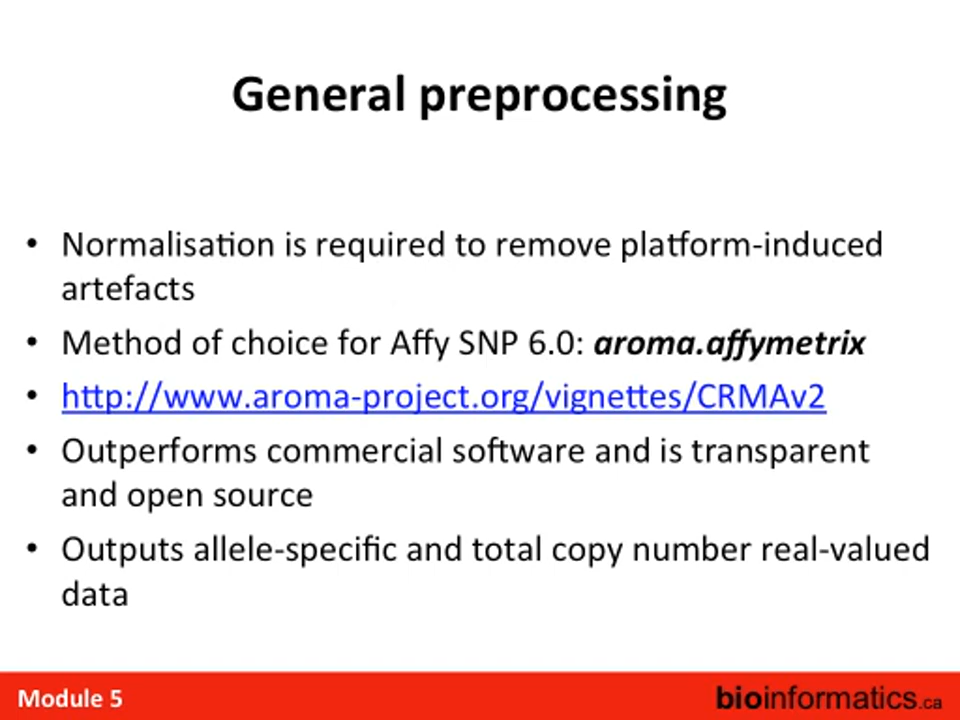 General preprocessing
• Normalisation is required to remove platform-induced
artefacts
• Method of choice for Affy SNP 6.0: aroma.affymetrix
• http://www.aroma-project.org/vignettes/CRMAv2
• Outperforms commercial software and is transparent
and open source
• Outputs allele-specific and total copy number real-valued
data
Module 5
bioinformatics.ca